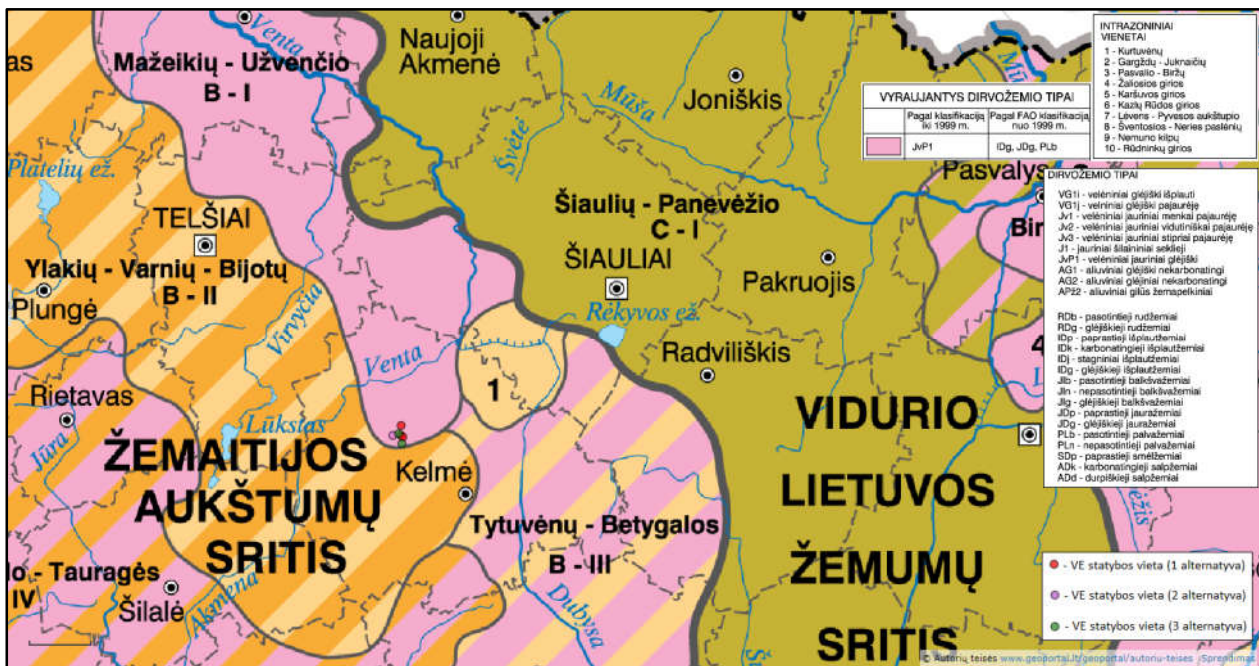 as
Venta
Mažeikių - Užvenčio
B - I
Naujoji
Akmenė
Švėtė
Mūša
Joniškis
Platelių ež.
TELŠIAI
Ylakių - Varnių - Bijotų
B - II
Plungė
Virvyčia
Venta
Šiaulių - Panevėžio
C - I
ŠIAULIAI
Rėkyvos ež.
Pakruojis
Radviliškis
Pasvalys
Bir
4
Rietavas
Jūra
Lūkstas
1
ŽEMAITIJOS
AUKŠTUMŲ
SRITIS
Kelmė
Tytuvėnų - Betygalos
B - III
Dubysa
lo - Tauragės
IV
Šilalė
Akmena
VIDURIO
LIETUVOS
ŽEMUMŲ
SRITIS
VYRAUJANTYS DIRVOŽEMIO TIPAI
Pagal klasifikaciją iki 1999 m.
Pagal FAO klasifikaciją nuo 1999 m.
JvP1
IDg, JDg, PLb
INTRAZONINIAI
VIENETAI
1 - Kurtuvėnų
2 - Gargždų - Juknaičių
3 - Pasvalio - Biržų
4 - Žaliosios girios
5 - Karšuvos girios
6 - Kazlų Rūdos girios
7 - Lėvens - Pyvesos aukštupio
8 - Šventosios - Neries paslėnių
9 - Nemuno kilpų
10 - Rūdninkų girios
DIRVOŽEMIO TIPAI
VG1i - velėniniai glėjiški išplauti
VG1j - velniniai glėjiški pajaurėję
Jv1 - velėniniai jauriniai menkai pajaurėję
Jv2 - velėniniai jauriniai vidutiniškai pajaurėję
Jv3 - velėniniai jauriniai stipriai pajaurėję
J1 - jauriniai šilaininiai seklieji
JvP1 - velėniniai jauriniai glėjiški
AG1 - aliuviniai glėjiški nekarbonatingi
AG2 - aliuviniai glėjiniai nekarbonatingi
APž2 - aliuviniai gilūs žemapelkiniai
RDb - pasotintieji rudžemiai
RDg - glėjiškieji rudžemiai
IDp - paprastieji išplautžemiai
IDk - karbonatingieji išplautžemiai
IDj - stagniniai išplautžemiai
IDg - glėjiškieji išplautžemiai
JIb - pasotintieji balkšvažemiai
JIn - nepasotintieji balkšvažemiai
JIg - glėjiškieji balkšvažemiai
JDp - paprastieji jauražemiai
JDg - glėjiškieji jauražemiai
PLb - pasotintieji palvažemiai
PLn - nepasotintieji palvažemiai
SDp - paprastieji smėlžemiai
ADk - karbonatingieji salpžemiai
ADd - durpiškieji salpžemiai
- VE statybos vieta (1 alternatyva)
- VE statybos vieta (2 alternatyva)
- VE statybos vieta (3 alternatyva)
© Autorių teisės www.geoportal.lt/geoportal/autoriu-teises